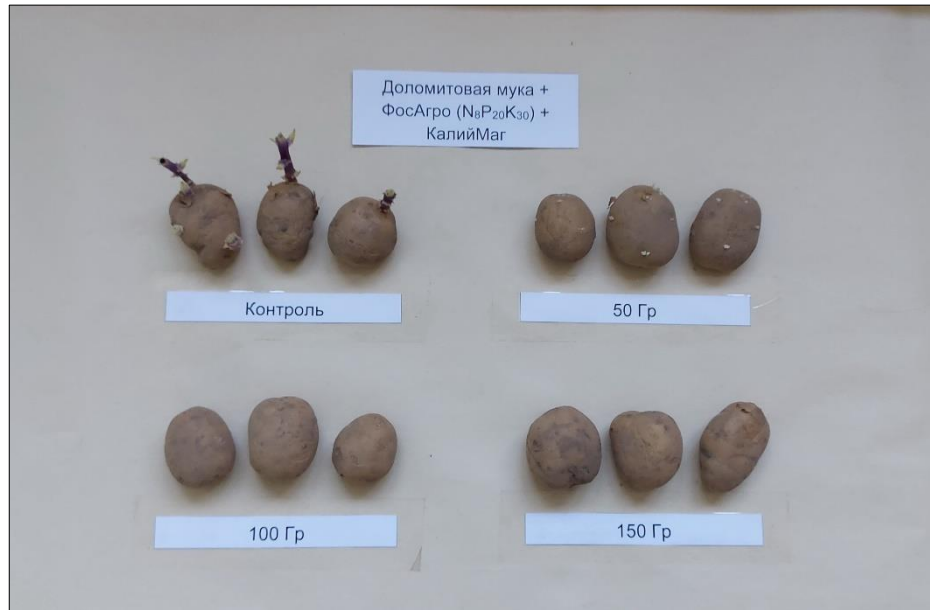 Доломитовая мука +
ФосАгро (N₈P₂₀K₃₀) +
КалийМаг
Контроль
50 Гр
100 Гр
150 Гр